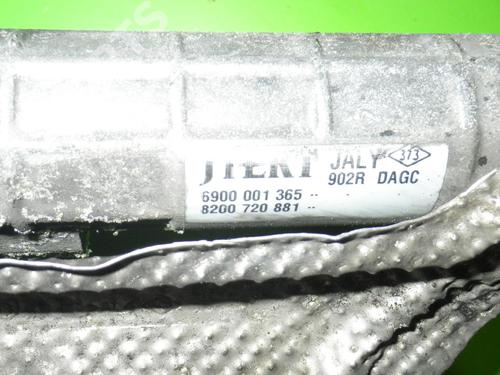 JTEKT JALY 373
902R DAGC
6900 001 365 --
8200 720 881 --